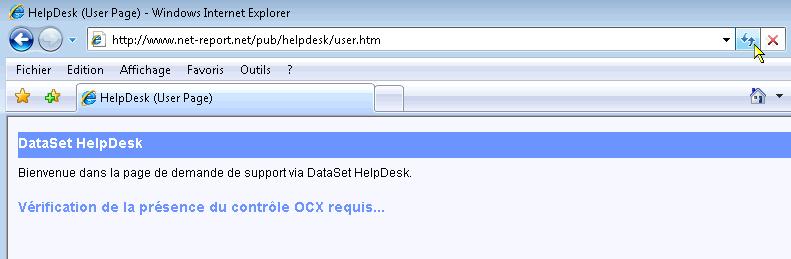 HelpDesk (User Page) - Windows Internet Explorer
http://www.net-report.net/pub/helpdesk/user.htm
Fichier Edition Affichage Favoris Outils ?
HelpDesk (User Page)
DataSet HelpDesk
Bienvenue dans la page de demande de support via DataSet HelpDesk.
Vérification de la présence du contrôle OCX requis...